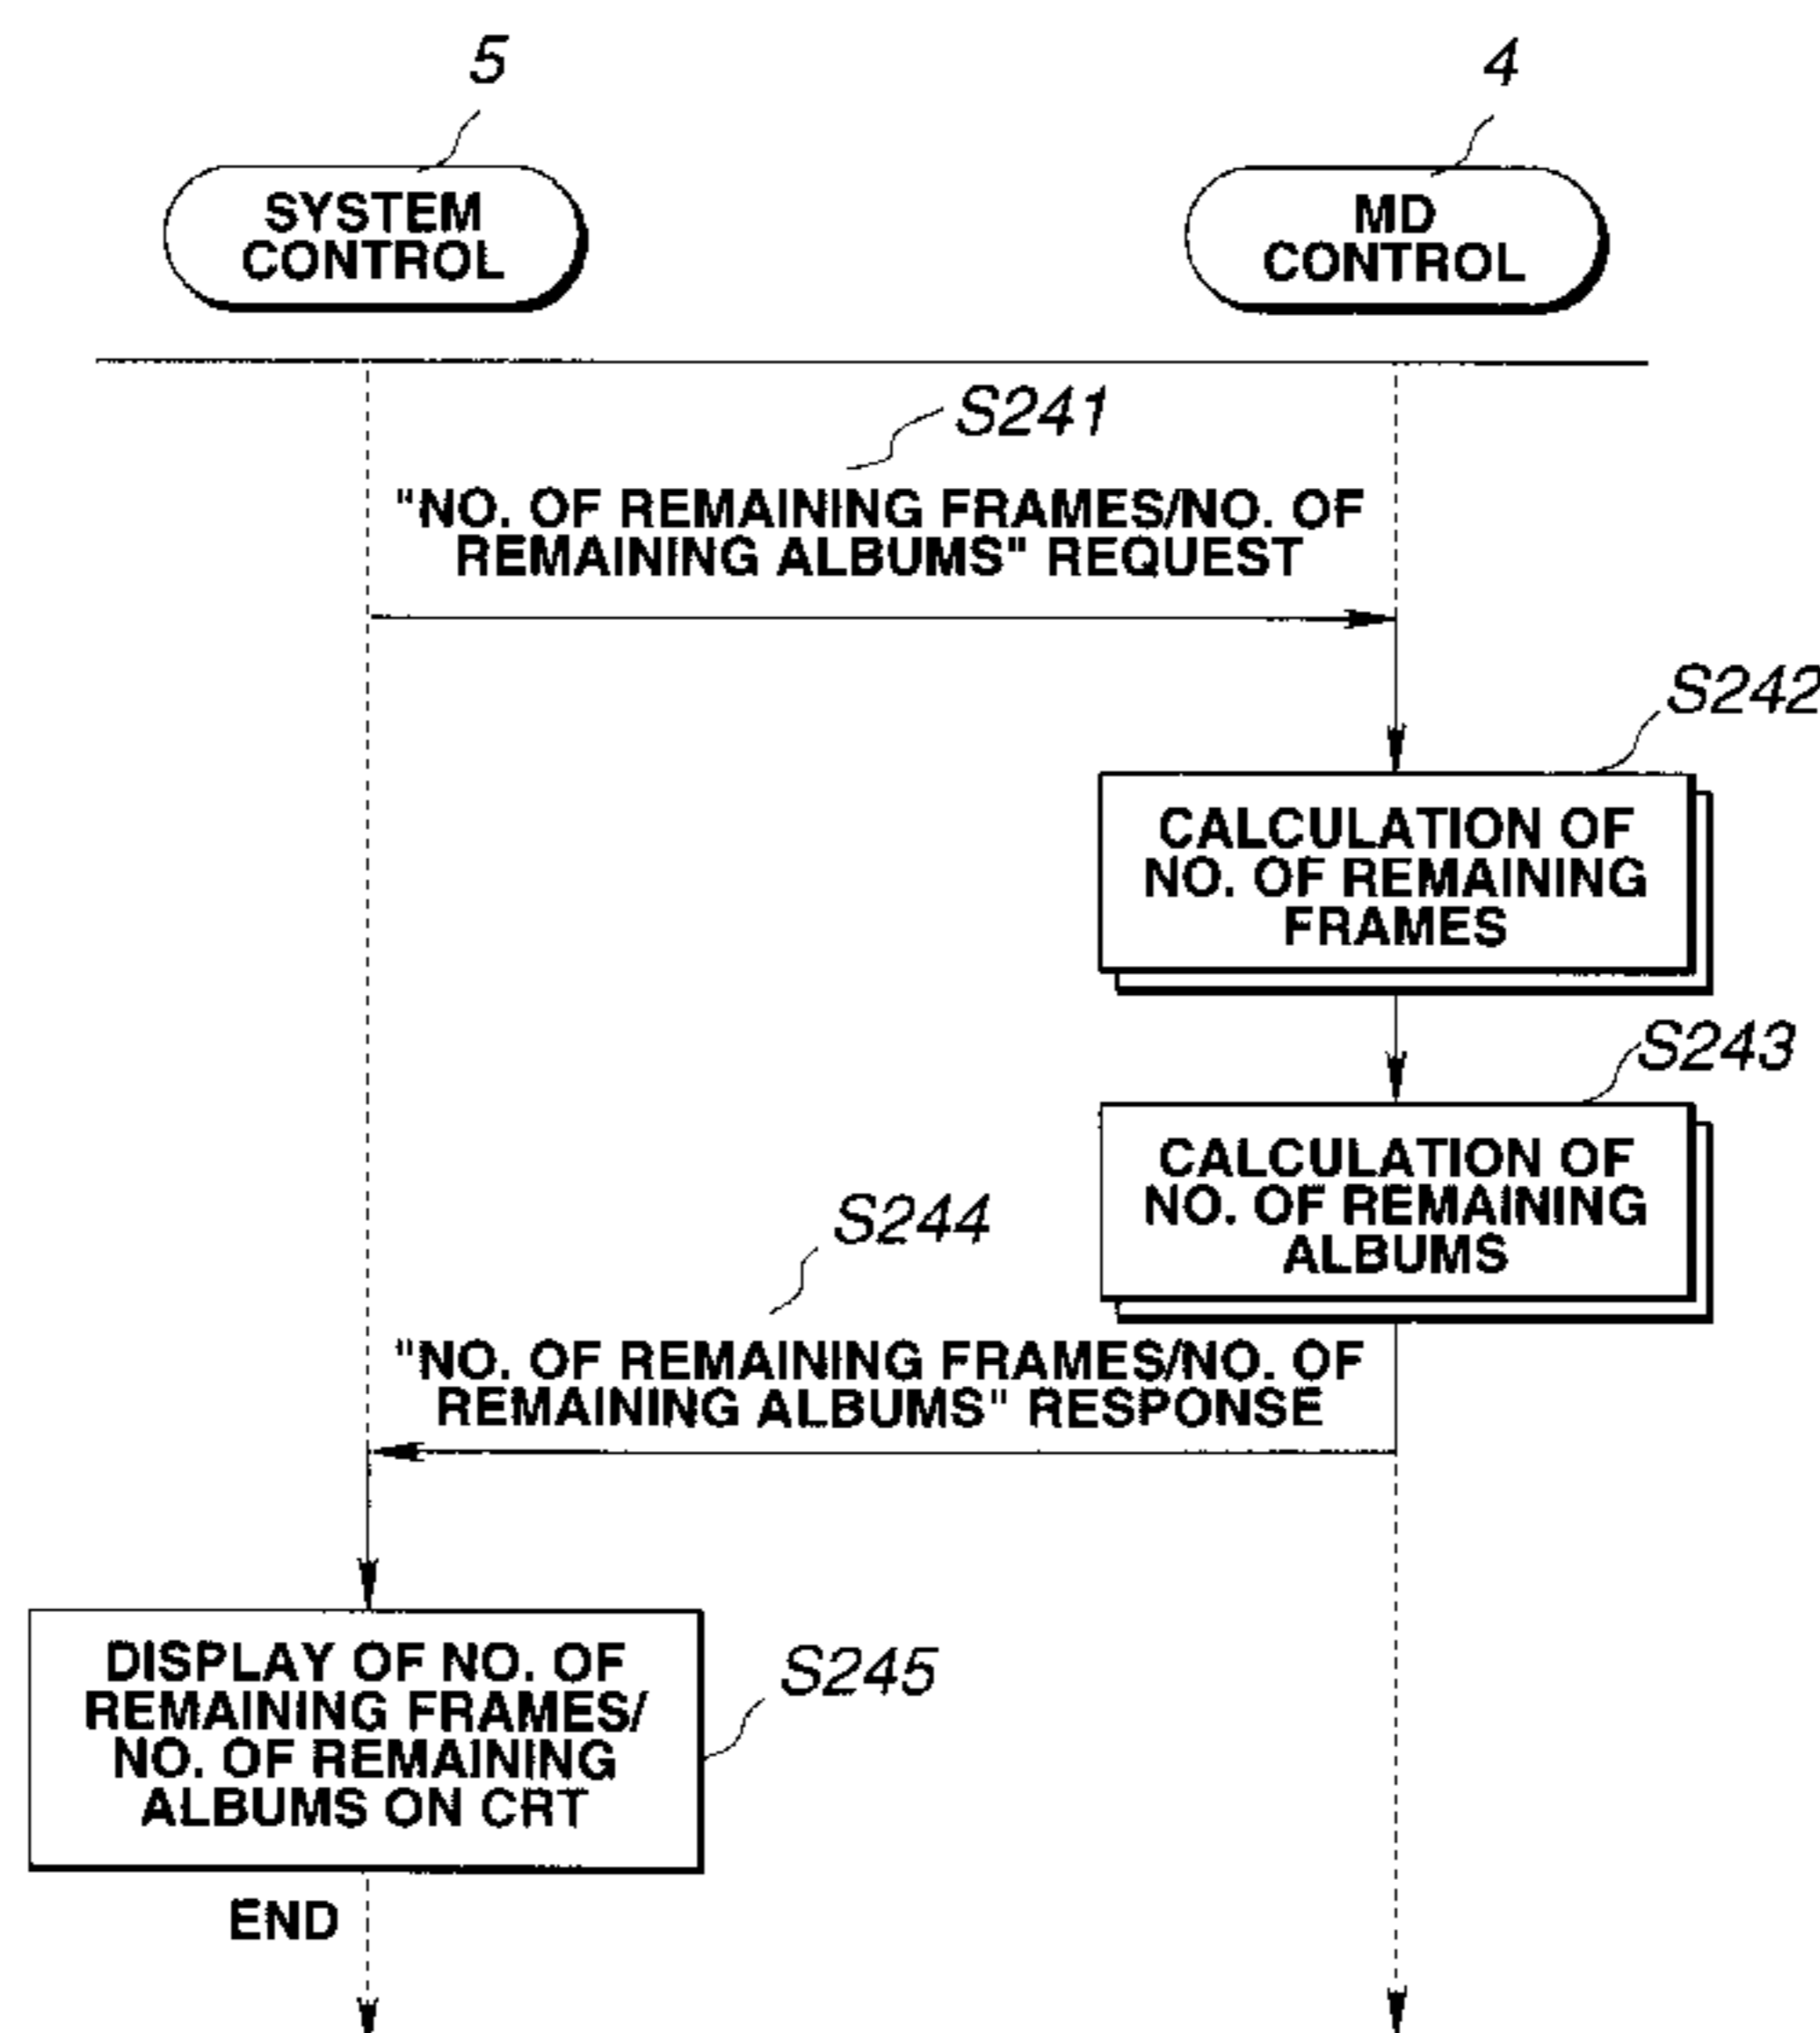 5
4
SYSTEM
CONTROL
MD
CONTROL
S241
"NO. OF REMAINING FRAMES/NO. OF
REMAINING ALBUMS" REQUEST
S242
CALCULATION OF
NO. OF REMAINING
FRAMES
S243
CALCULATION OF
NO. OF REMAINING
ALBUMS
S244
"NO. OF REMAINING FRAMES/NO. OF
REMAINING ALBUMS" RESPONSE
DISPLAY OF NO. OF
REMAINING FRAMES/
NO. OF REMAINING
ALBUMS ON CRT
S245
END